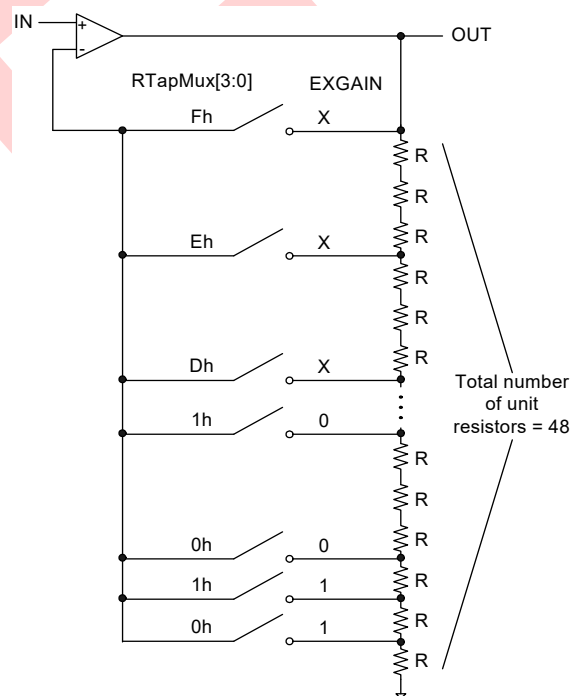 IN
+
-
OUT
RTapMux[3:0] EXGAIN
Fh X
R
R
R
Eh X
R
R
R
Dh X
1h 0
Total number
of unit
resistors = 48
R
R
R
0h 0
R
1h 1
R
0h 1
R